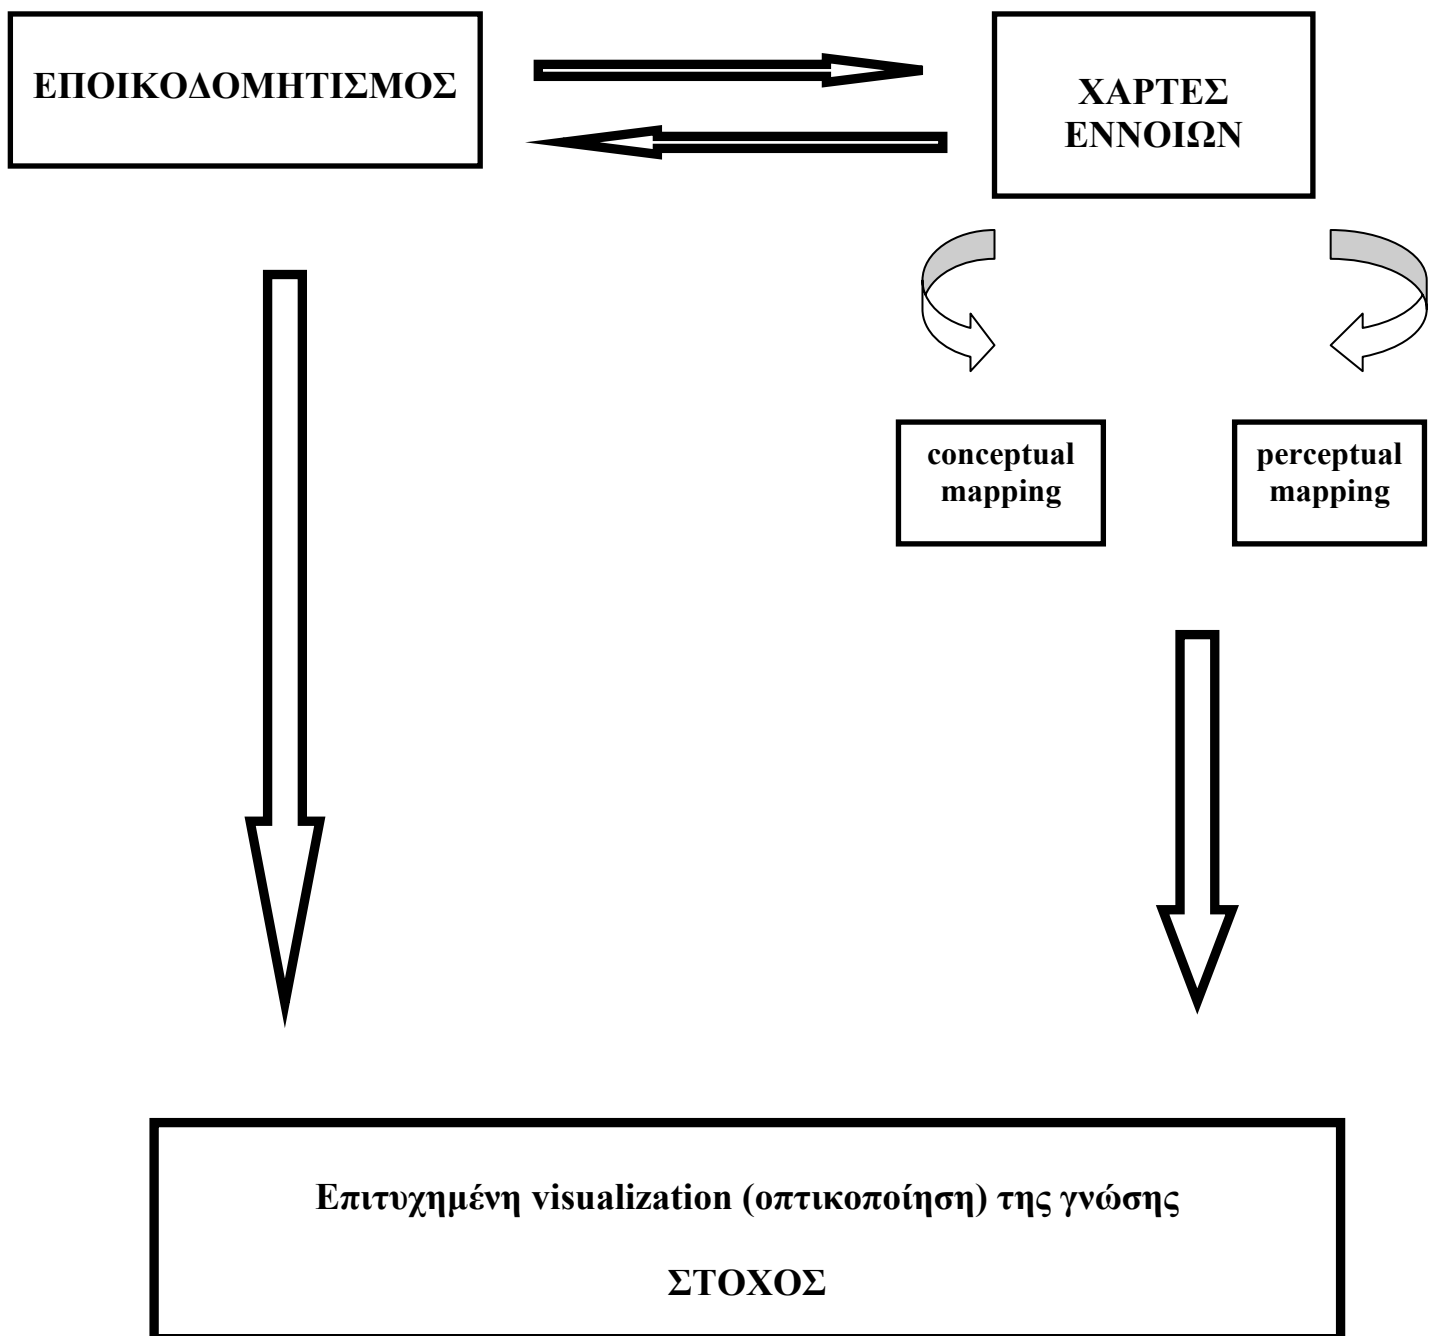 ΕΠΟΙΚΟΔΟΜΗΤΙΣΜΟΣ
ΧΑΡΤΕΣ
ΕΝΝΟΙΩΝ
conceptual
mapping
perceptual
mapping
Επιτυχημένη visualization (οπτικοποίηση) της γνώσης
ΣΤΟΧΟΣ